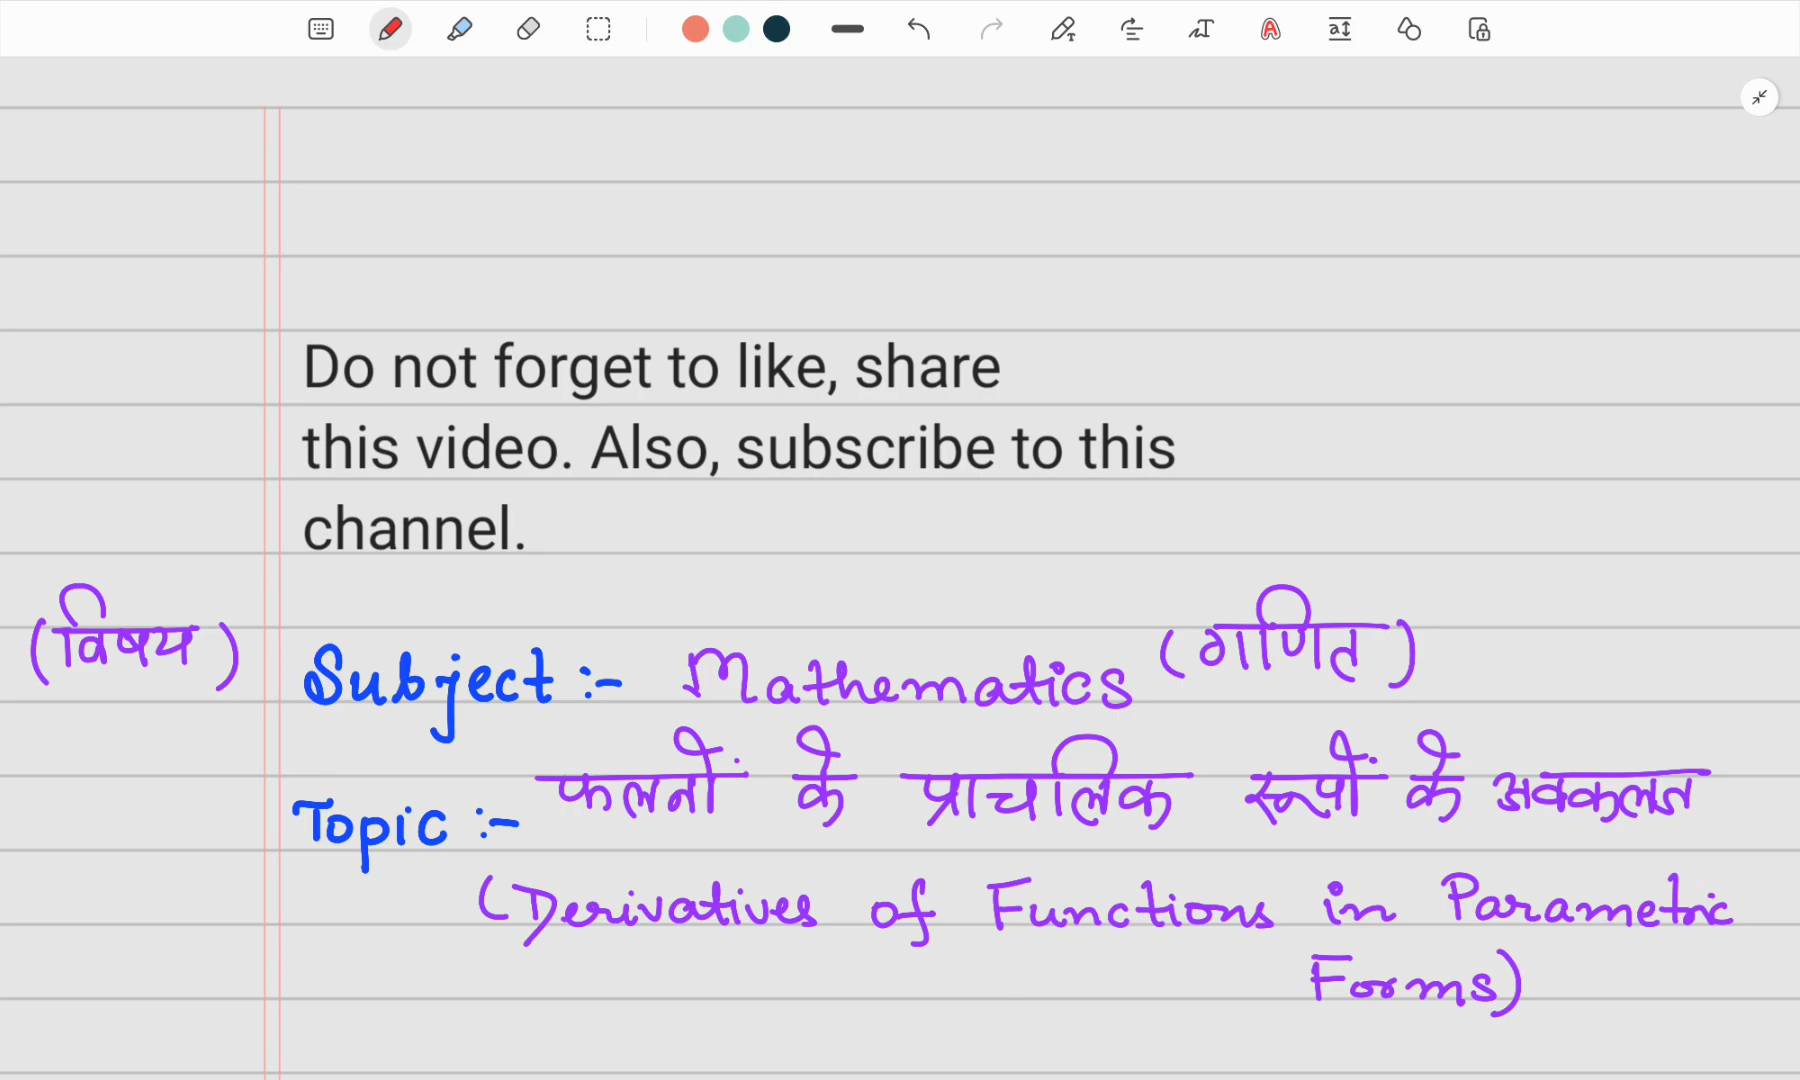 Do not forget to like, share
this video. Also, subscribe to this
channel.
(विषय) Subject :- Mathematics (गणित)
Topic :- फलनों के प्राचलिक रूपों के अवकलज
(Derivatives of Functions in Parametric
Forms)